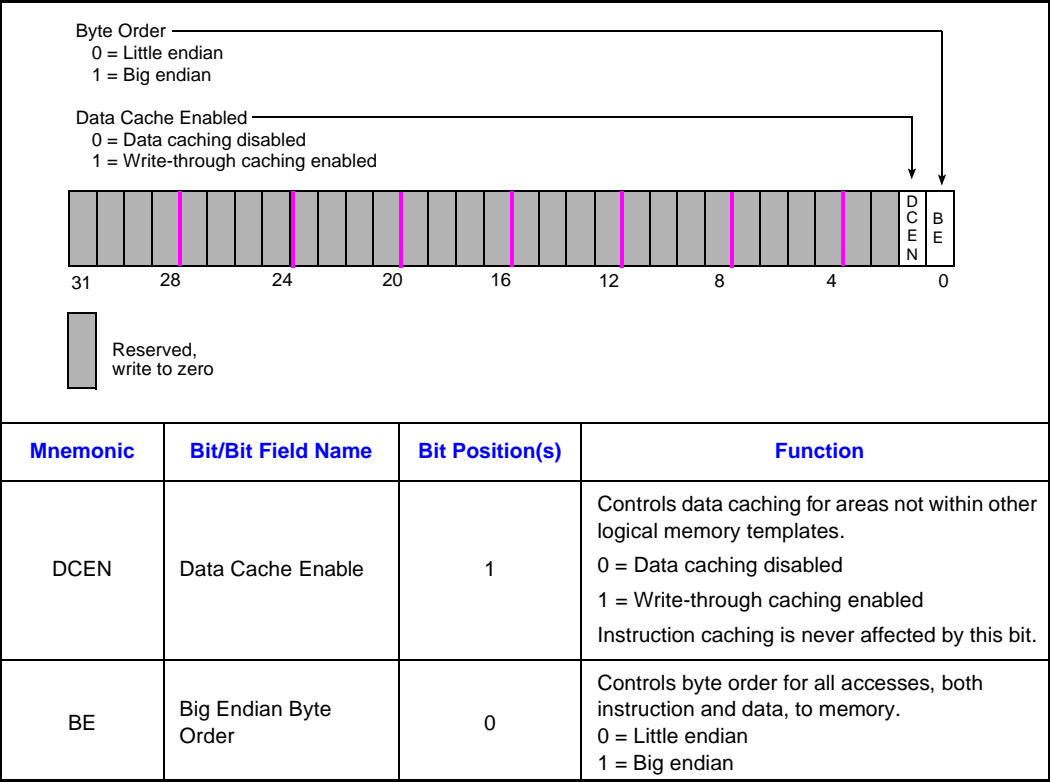 Byte Order
0 = Little endian
1 = Big endian
Data Cache Enabled
0 = Data caching disabled
1 = Write-through caching enabled
D
C
E
N
B
E
31 28 24 20 16 12 8 4 0
Reserved,
write to zero
Mnemonic Bit/Bit Field Name Bit Position(s) Function
DCEN Data Cache Enable 1
Controls data caching for areas not within other
logical memory templates.
0 = Data caching disabled
1 = Write-through caching enabled
Instruction caching is never affected by this bit.
BE
Big Endian Byte
Order
0
Controls byte order for all accesses, both
instruction and data, to memory.
0 = Little endian
1 = Big endian